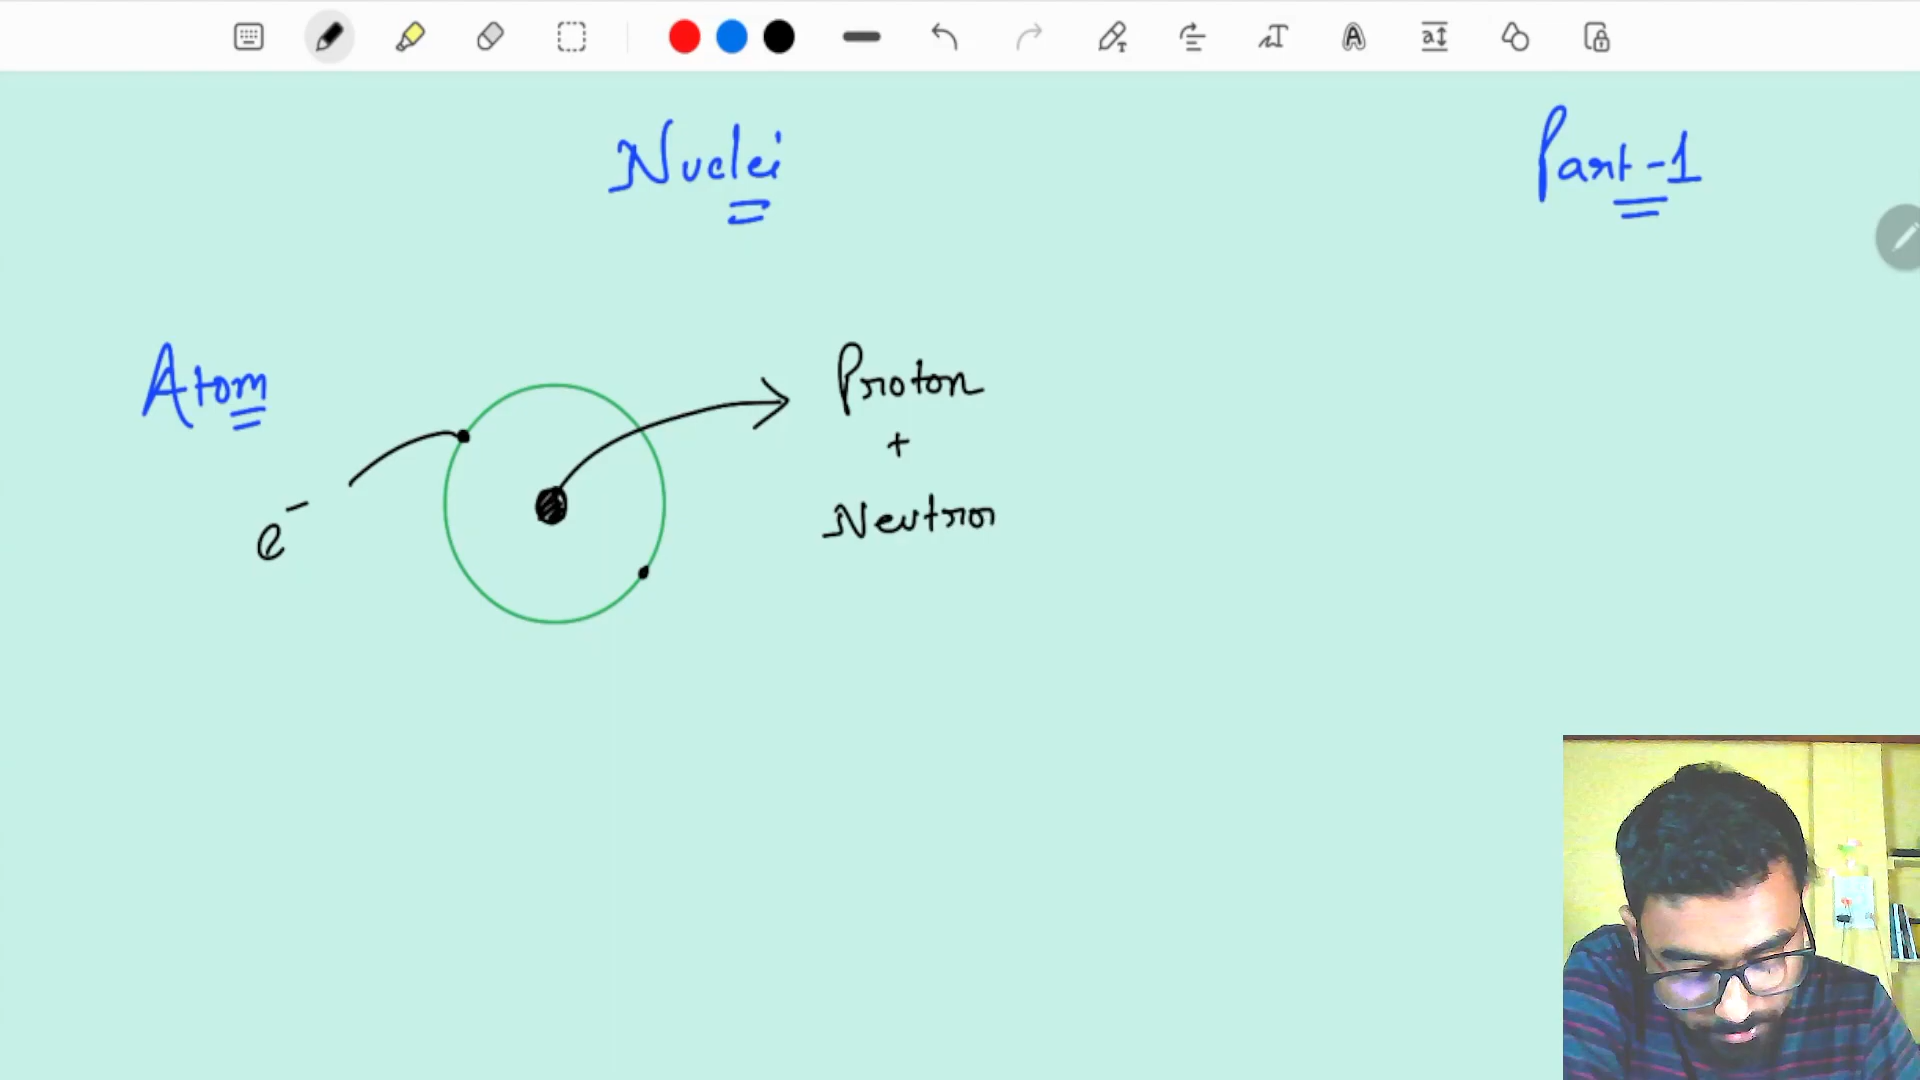 Nuclei
Part-1
Atom
Proton
+
Neutron
e⁻